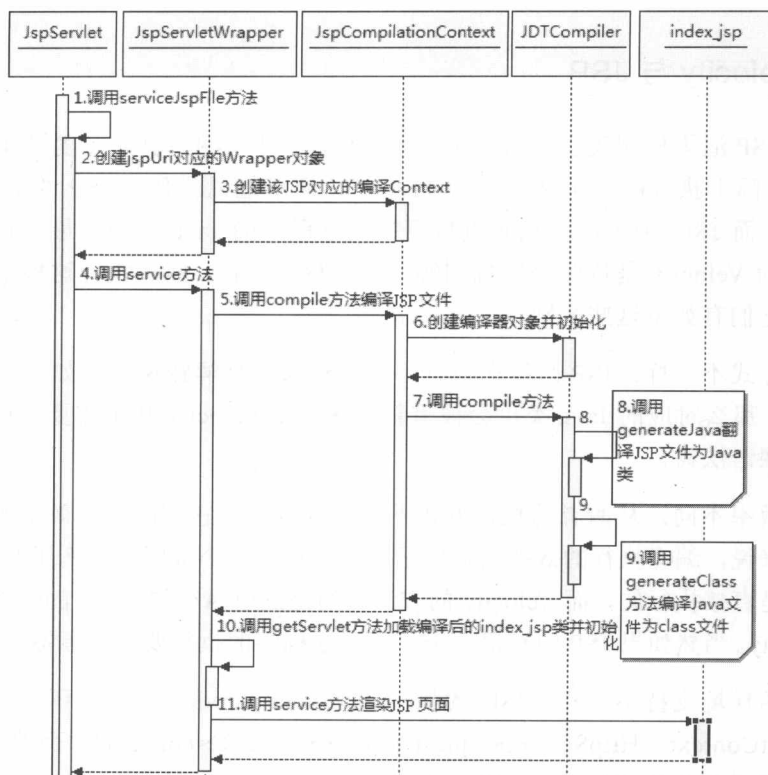 JspServlet
JspServletWrapper
JspCompilationContext
JDTCompiler
index_jsp
1.调用serviceJspFile方法
2.创建jspUri对应的Wrapper对象
3.创建该JSP对应的编译Context
4.调用service方法
5.调用compile方法编译JSP文件
6.创建编译器对象并初始化
7.调用compile方法
8.
8.调用
generateJava翻
译JSP文件为Java
类
9.
9.调用
generateClass
方法编译Java文
件为class文件
10.调用getServlet方法加载编译后的index_jsp类并初始
化
11.调用service方法渲染JSP 页面